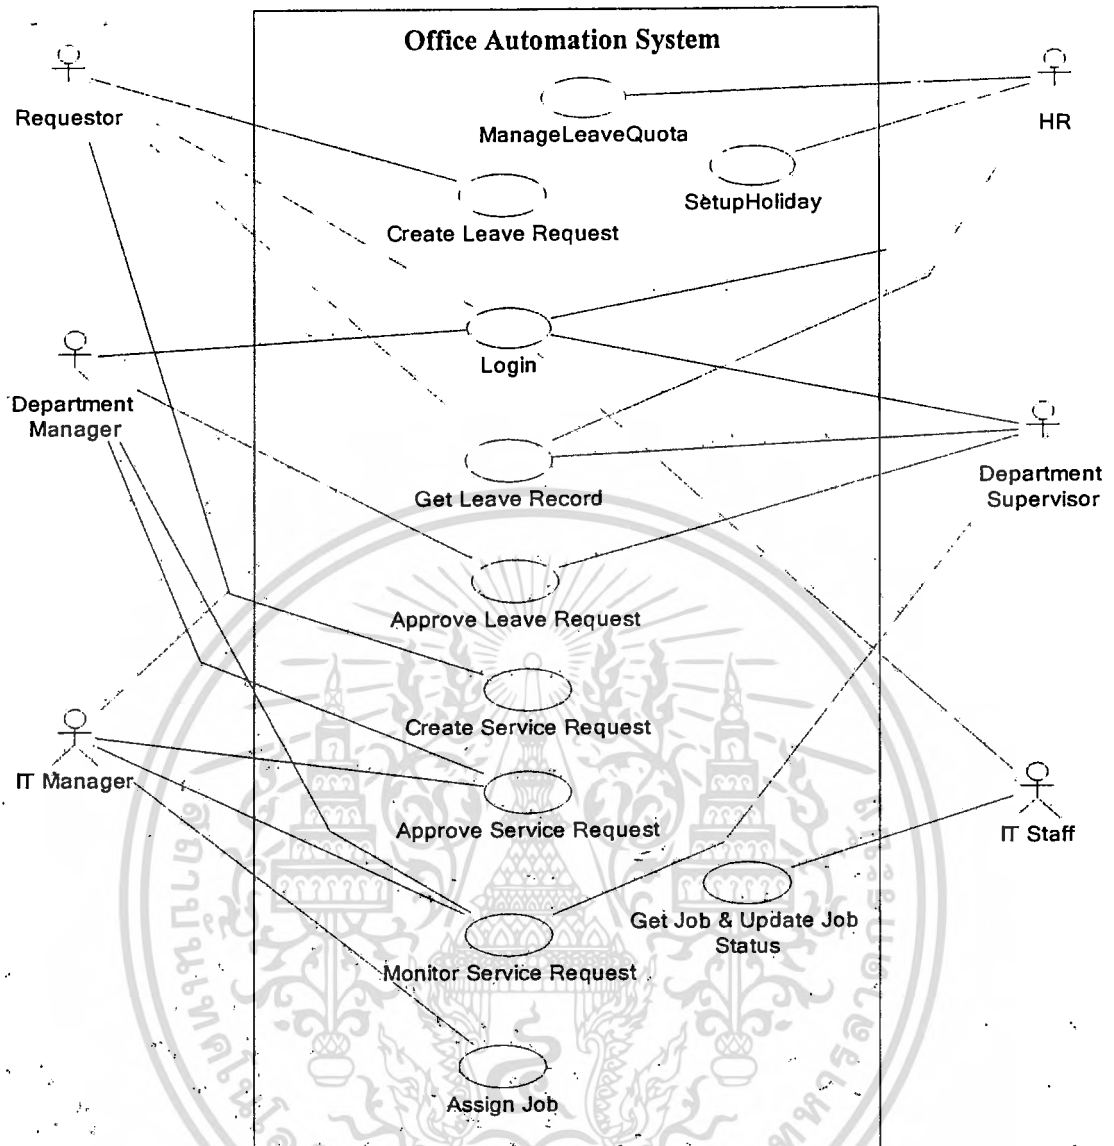 Office Automation System
Requestor
HR
ManageLeaveQuota
SetupHoliday
Create Leave Request
Login
Department
Manager
Get Leave Record
Department
Supervisor
Approve Leave Request
Create Service Request
IT Manager
Approve Service Request
IT Staff
Get Job & Update Job
Status
Monitor Service Request
Assign Job